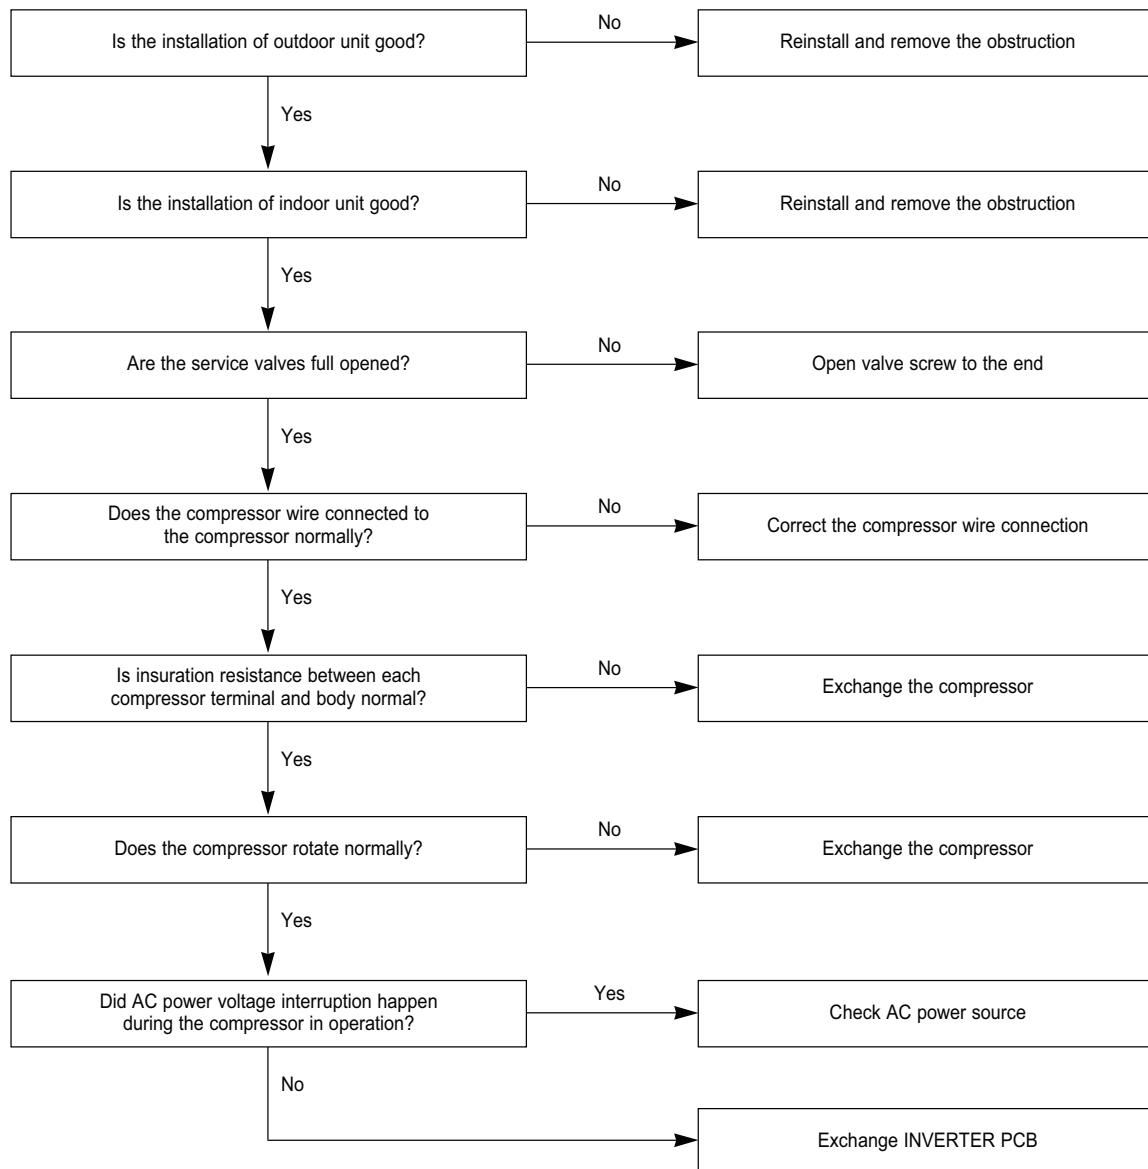 Is the installation of outdoor unit good?
No
Reinstall and remove the obstruction
Yes
Is the installation of indoor unit good?
No
Reinstall and remove the obstruction
Yes
Are the service valves full opened?
No
Open valve screw to the end
Yes
Does the compressor wire connected to
the compressor normally?
No
Correct the compressor wire connection
Yes
Is insuration resistance between each
compressor terminal and body normal?
No
Exchange the compressor
Yes
Does the compressor rotate normally?
No
Exchange the compressor
Yes
Did AC power voltage interruption happen
during the compressor in operation?
Yes
Check AC power source
No
Exchange INVERTER PCB